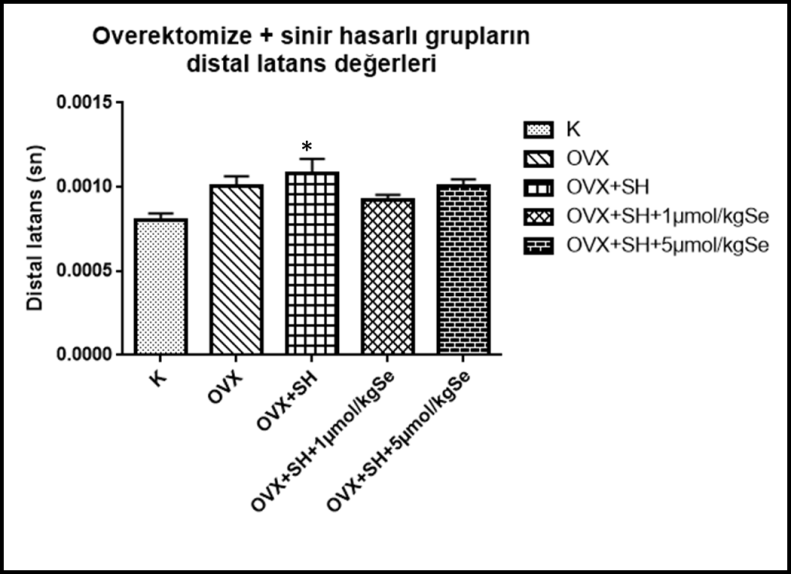 Overektomize + sinir hasarlı grupların
distal latans değerleri
Distal latans (sn)
0.0015
0.0010
0.0005
0.0000
*
K
OVX
OVX+SH
OVX+SH+1µmol/kgSe
OVX+SH+5µmol/kgSe
K
OVX
OVX+SH
OVX+SH+1µmol/kgSe
OVX+SH+5µmol/kgSe